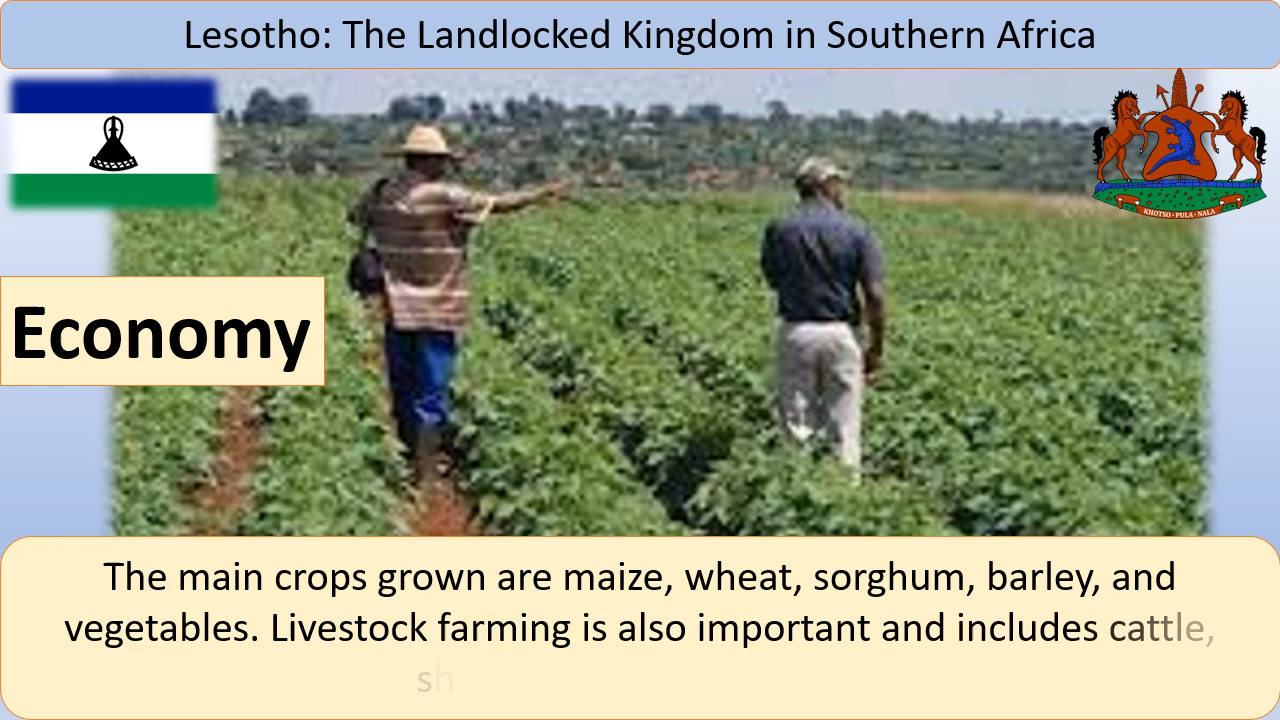 Lesotho: The Landlocked Kingdom in Southern Africa
KHOTSO · PULA · NALA
Economy
The main crops grown are maize, wheat, sorghum, barley, and
vegetables. Livestock farming is also important and includes cattle,
sh